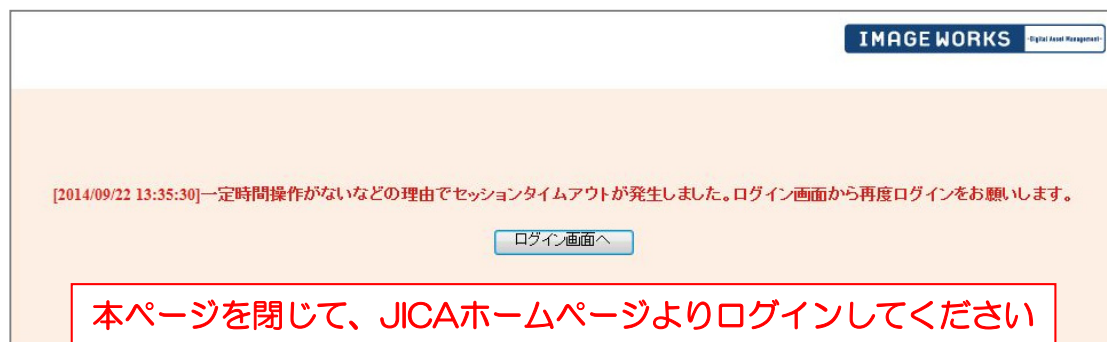 IMAGE WORKS -Digital Asset Management-
[2014/09/22 13:35:30]一定時間操作がないなどの理由でセッションタイムアウトが発生しました。ログイン画面から再度ログインをお願いします。
ログイン画面へ
本ページを閉じて、JICAホームページよりログインしてください